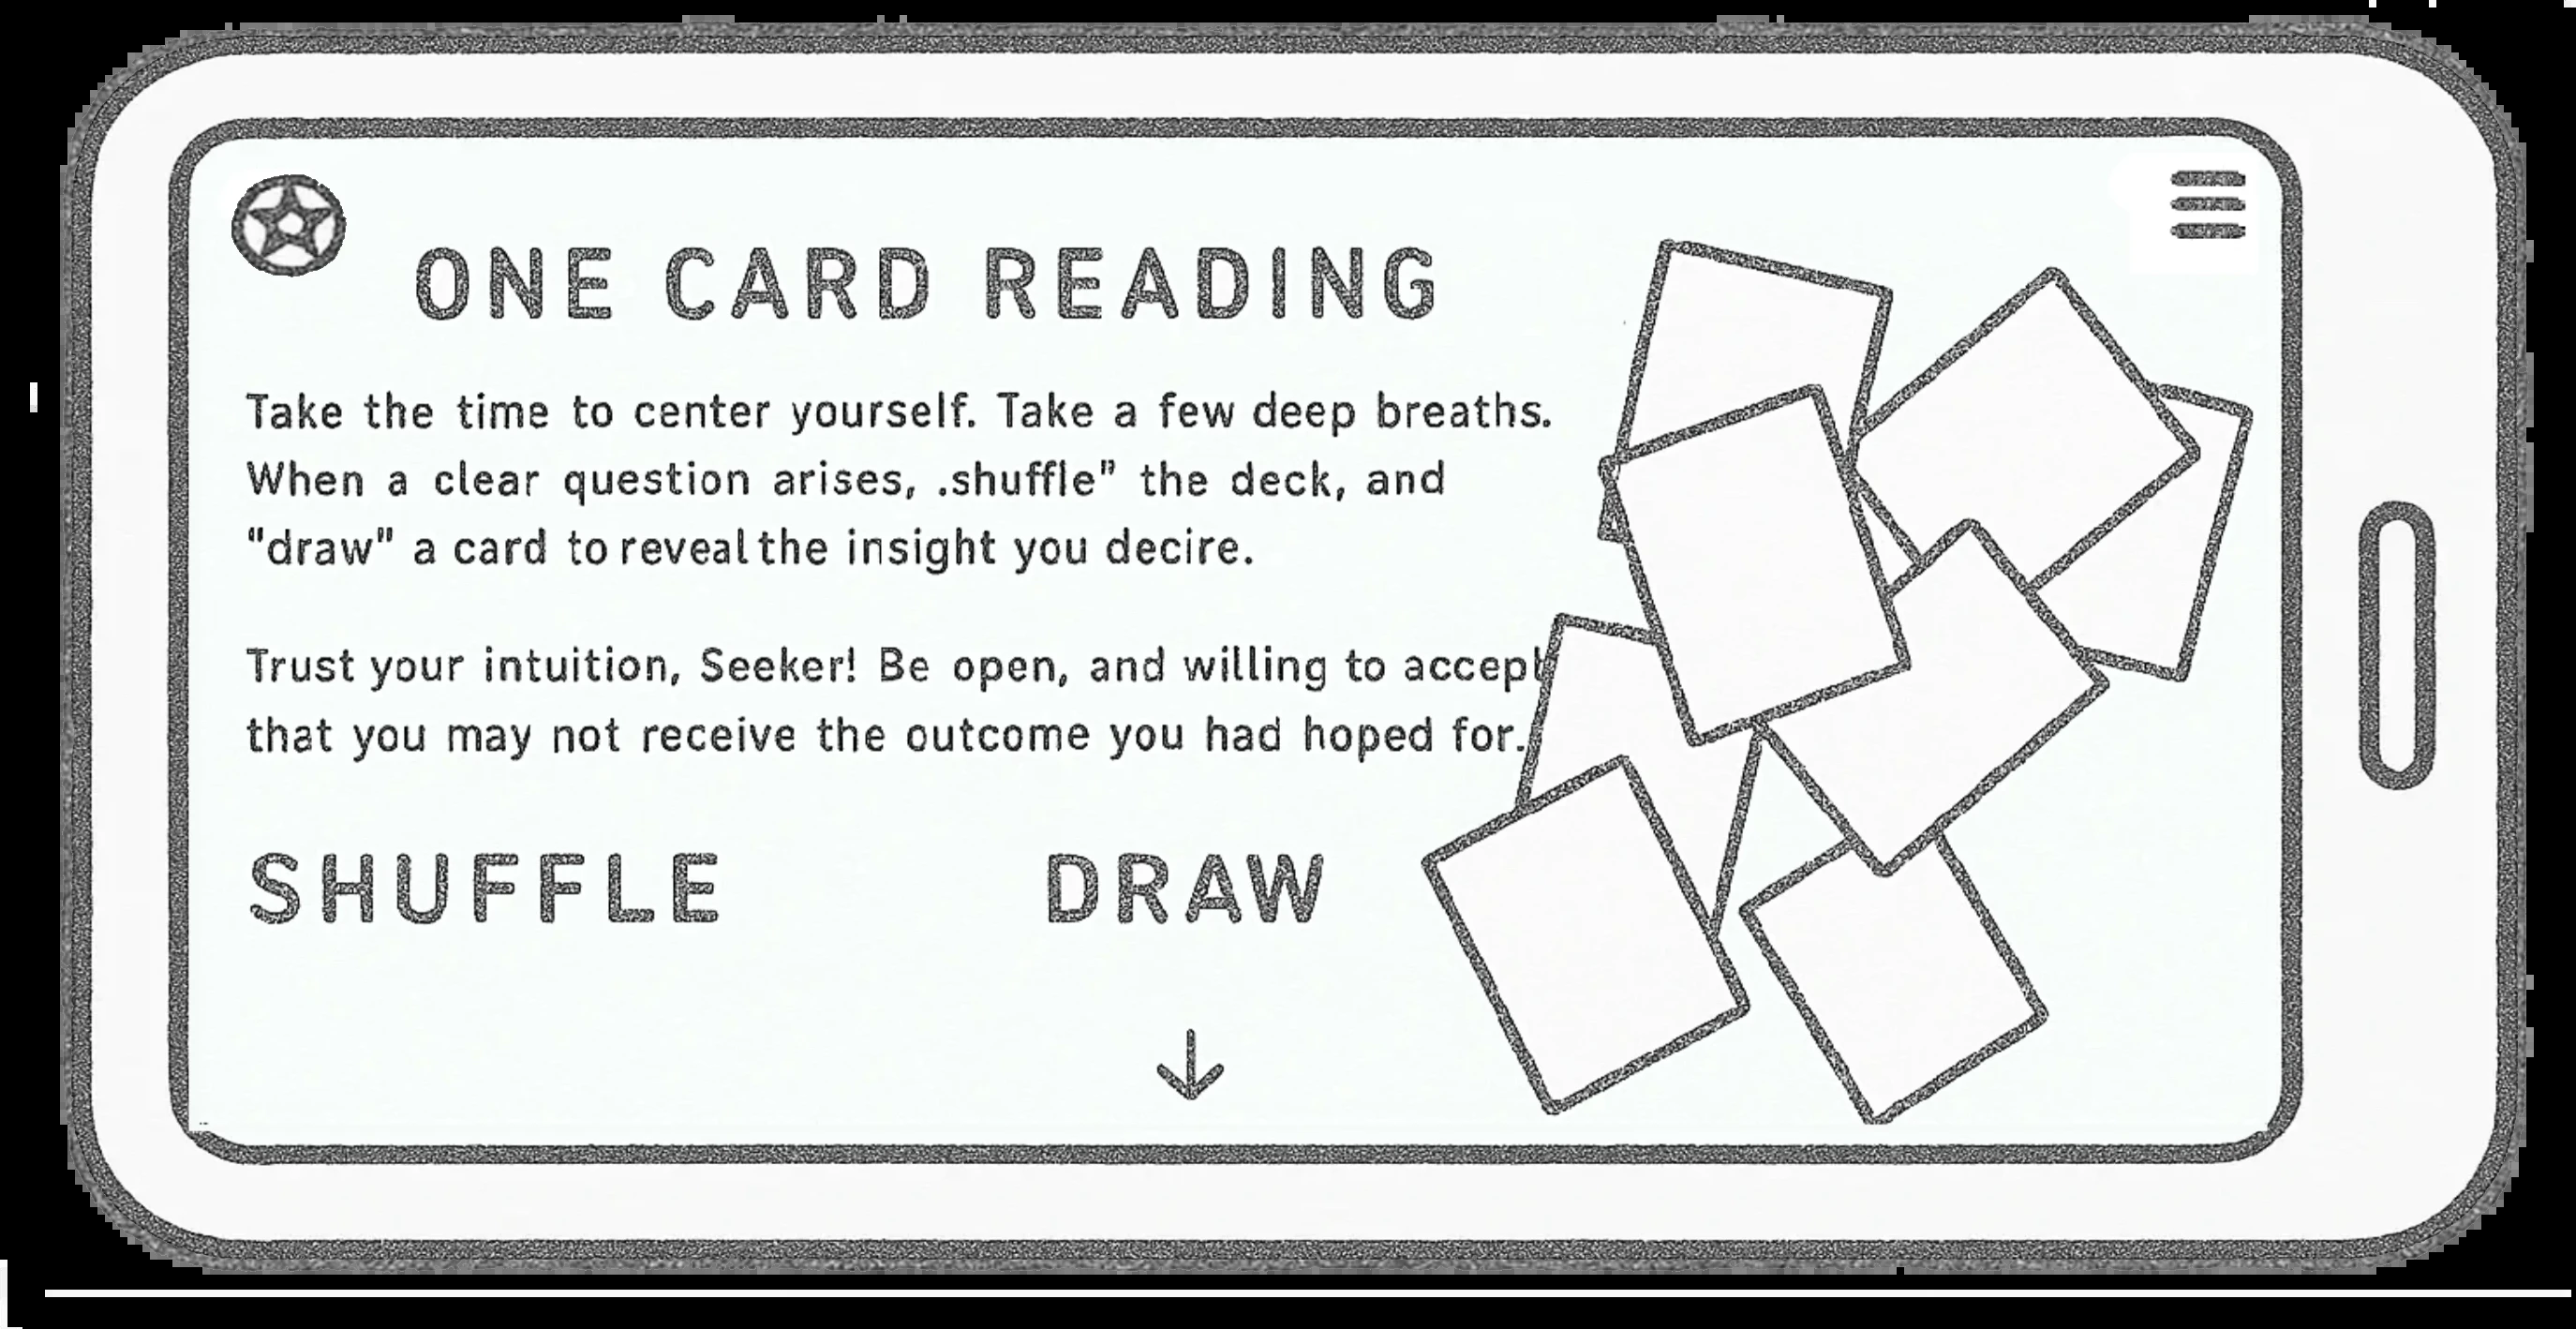 ONE CARD READING
Take the time to center yourself. Take a few deep breaths.
When a clear question arises, .shuffle" the deck, and
"draw" a card to reveal the insight you decire.
Trust your intuition, Seeker! Be open, and willing to accept
that you may not receive the outcome you had hoped for.
SHUFFLE DRAW